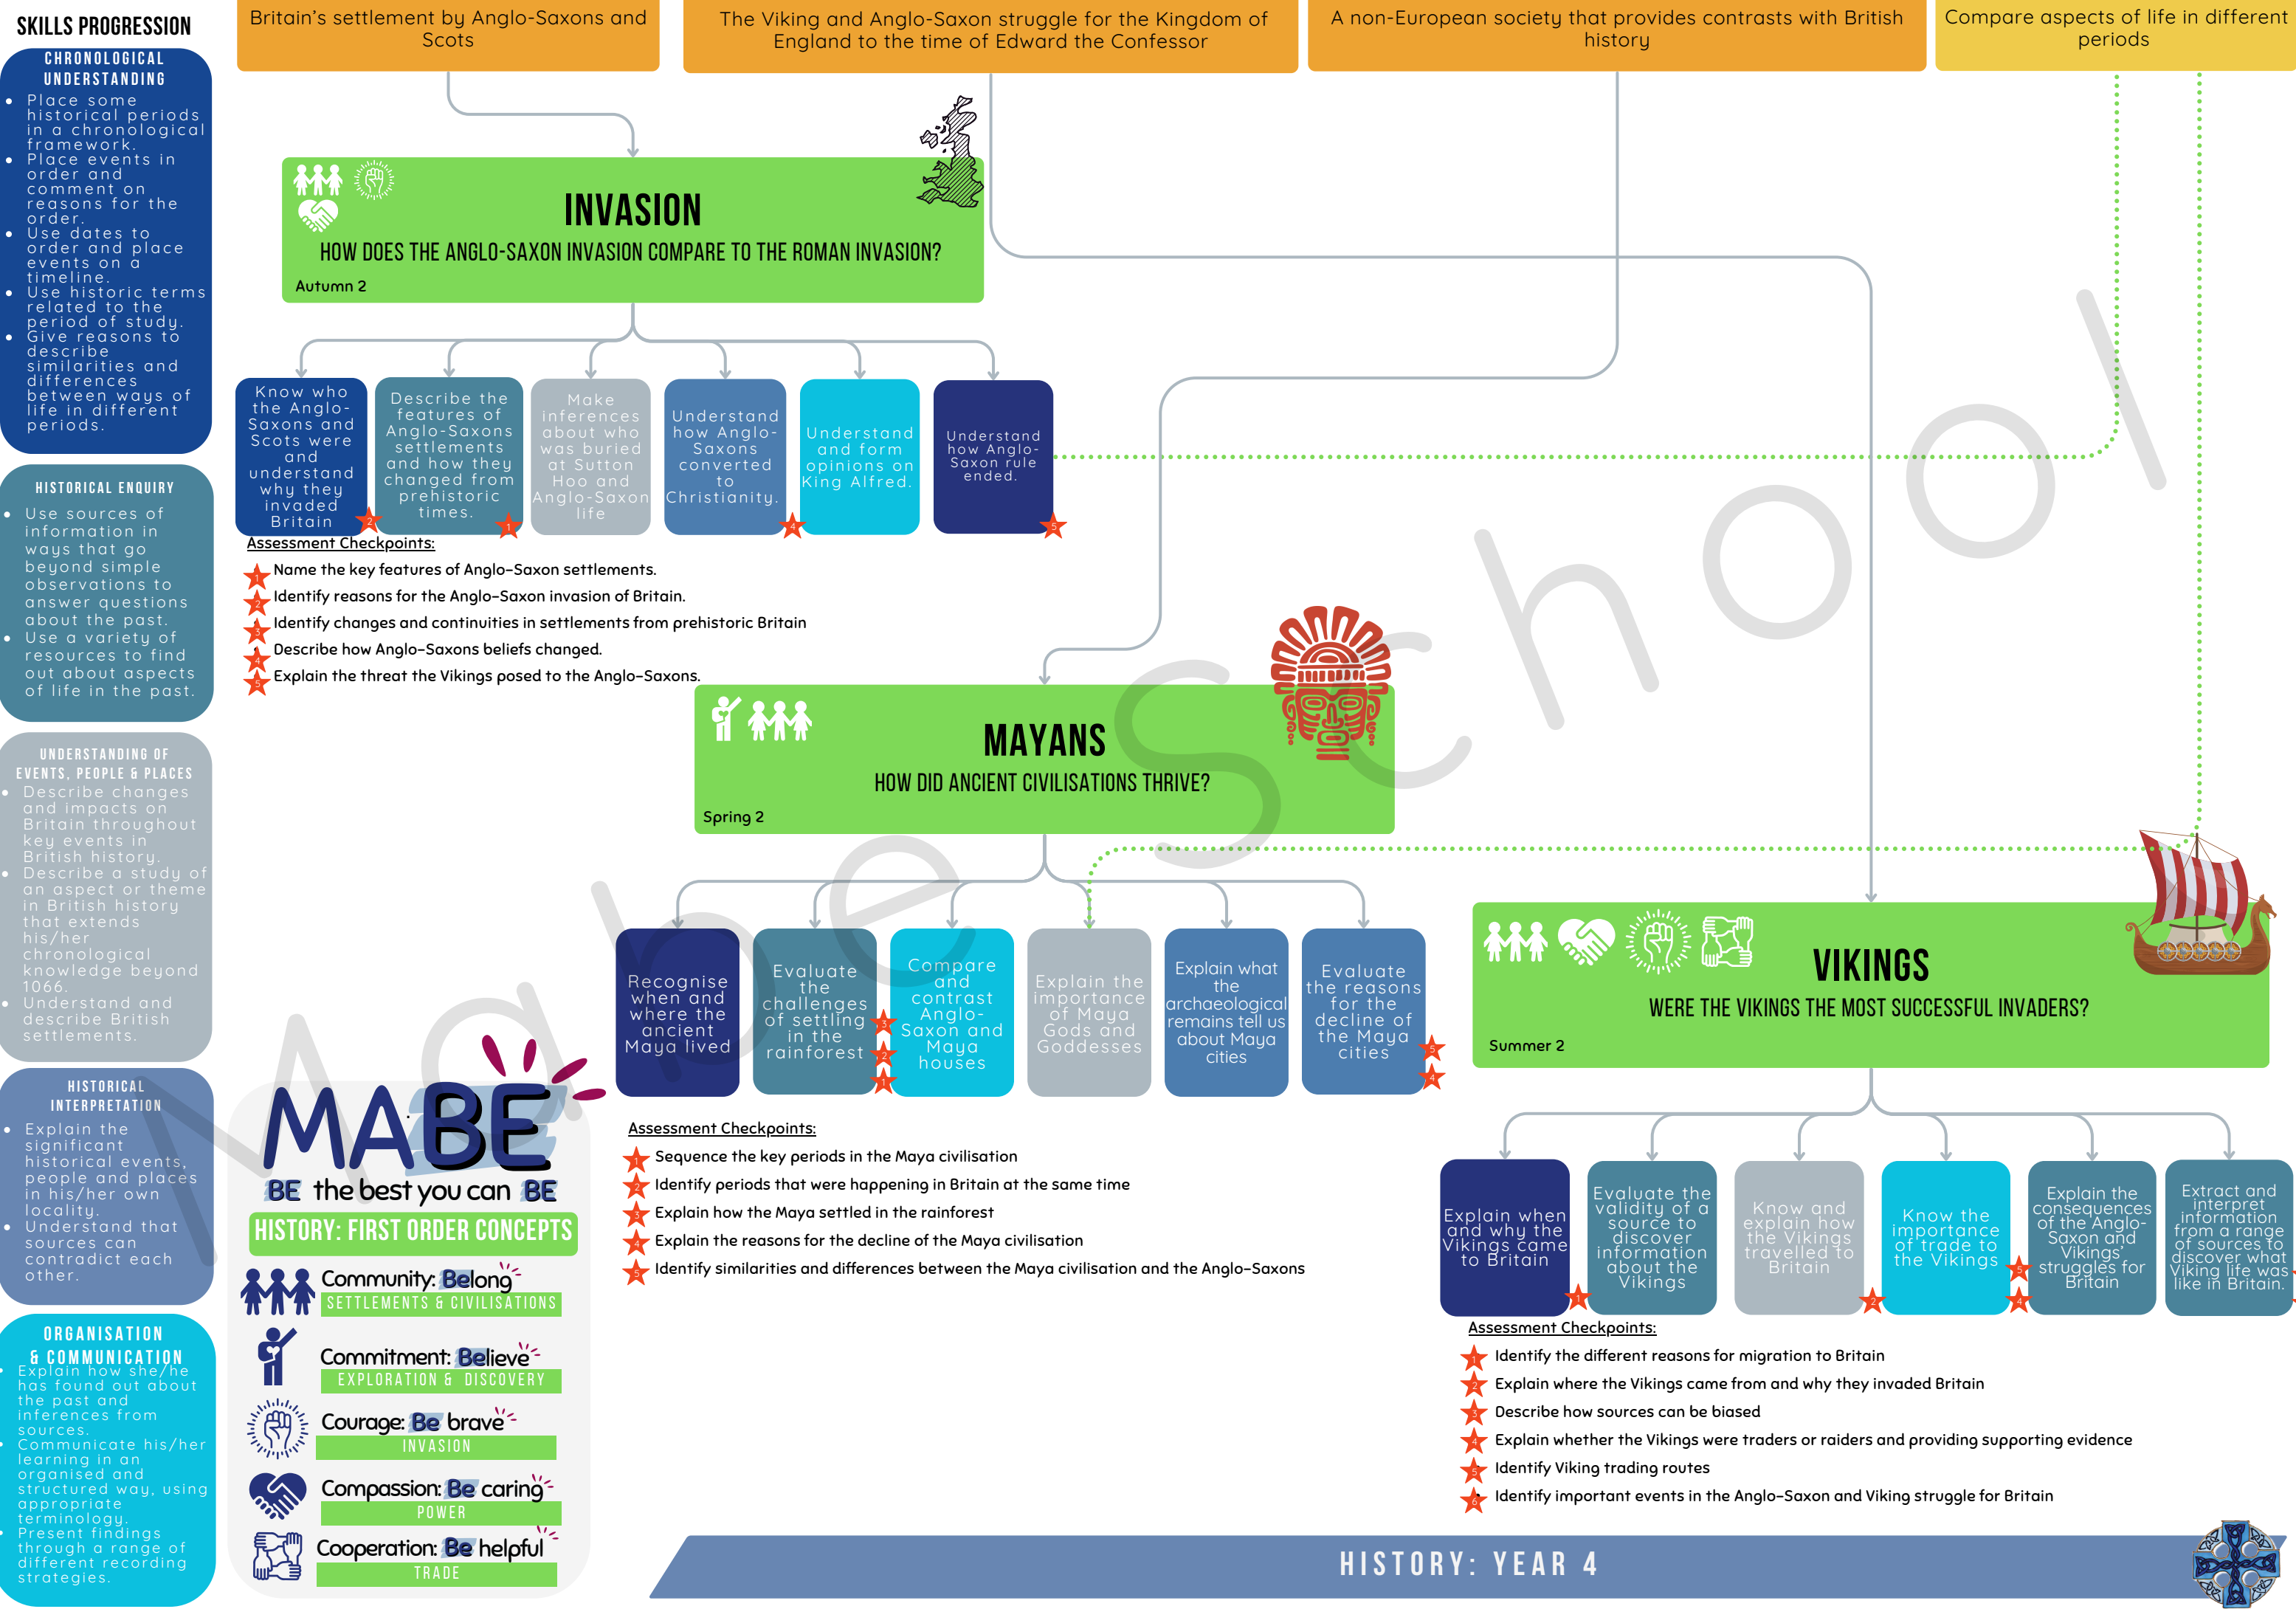 SKILLS PROGRESSION
CHRONOLOGICAL
UNDERSTANDING
Place some
historical periods
in a chronological
framework.
Place events in
order and
comment on
reasons for the
order.
Use dates to
order and place
events on a
timeline.
Use historic terms
related to the
period of study.
Give reasons to
describe
similarities and
differences
between ways of
life in different
periods.
HISTORICAL ENQUIRY
Use sources of
information in
ways that go
beyond simple
observations to
answer questions
about the past.
Use a variety of
resources to find
out about aspects
of life in the past.
UNDERSTANDING OF
EVENTS, PEOPLE & PLACES
Describe changes
and impacts on
Britain throughout
key events in
British history.
Describe a study of
an aspect or theme
in British history
that extends
his/her
chronological
knowledge beyond
1066.
Understand and
describe British
settlements.
HISTORICAL
INTERPRETATION
Explain the
significant
historical events,
people and places
in his/her own
locality.
Understand that
sources can
contradict each
other.
ORGANISATION
& COMMUNICATION
Explain how she/he
has found out about
the past and
inferences from
sources.
Communicate his/her
learning in an
organised and
structured way, using
appropriate
terminology.
Present findings
through a range of
different recording
strategies.
Britain's settlement by Anglo-Saxons and
Scots
The Viking and Anglo-Saxon struggle for the Kingdom of
England to the time of Edward the Confessor
A non-European society that provides contrasts with British
history
Compare aspects of life in different
periods
INVASION
HOW DOES THE ANGLO-SAXON INVASION COMPARE TO THE ROMAN INVASION?
Autumn 2
Know who
the Anglo-
Saxons and
Scots were
and
understand
why they
invaded
Britain
2
Describe the
features of
Anglo-Saxons
settlements
and how they
changed from
prehistoric
times.
1
Make
inferences
about who
was buried
at Sutton
Hoo and
Anglo-Saxon
life
Understand
how Anglo-
Saxons
converted
to
Christianity.
4
Understand
and form
opinions on
King Alfred.
Understand
how Anglo-
Saxon rule
ended.
5
Assessment Checkpoints:
1 Name the key features of Anglo-Saxon settlements.
2 Identify reasons for the Anglo-Saxon invasion of Britain.
3 Identify changes and continuities in settlements from prehistoric Britain
4 Describe how Anglo-Saxons beliefs changed.
5 Explain the threat the Vikings posed to the Anglo-Saxons.
MAYANS
HOW DID ANCIENT CIVILISATIONS THRIVE?
Spring 2
Recognise
when and
where the
ancient
Maya lived
Evaluate
the
challenges
of settling
in the
rainforest
3
2
1
Compare
and
contrast
Anglo-
Saxon and
Maya
houses
Explain the
importance
of Maya
Gods and
Goddesses
Explain what
the
archaeological
remains tell us
about Maya
cities
Evaluate
the reasons
for the
decline of
the Maya
cities
5
4
Assessment Checkpoints:
1 Sequence the key periods in the Maya civilisation
2 Identify periods that were happening in Britain at the same time
3 Explain how the Maya settled in the rainforest
4 Explain the reasons for the decline of the Maya civilisation
5 Identify similarities and differences between the Maya civilisation and the Anglo-Saxons
VIKINGS
WERE THE VIKINGS THE MOST SUCCESSFUL INVADERS?
Summer 2
Explain when
and why the
Vikings came
to Britain
1
Evaluate the
validity of a
source to
discover
information
about the
Vikings
Know and
explain how
the Vikings
travelled to
Britain
2
Know the
importance
of trade to
the Vikings
5
4
Explain the
consequences
of the Anglo-
Saxon and
Vikings'
struggles for
Britain
Extract and
interpret
information
from a range
of sources to
discover what
Viking life was
like in Britain.
Assessment Checkpoints:
1 Identify the different reasons for migration to Britain
2 Explain where the Vikings came from and why they invaded Britain
3 Describe how sources can be biased
4 Explain whether the Vikings were traders or raiders and providing supporting evidence
5 Identify Viking trading routes
6 Identify important events in the Anglo-Saxon and Viking struggle for Britain
MABE
BE the best you can BE
HISTORY: FIRST ORDER CONCEPTS
Community: Belong
SETTLEMENTS & CIVILISATIONS
Commitment: Believe
EXPLORATION & DISCOVERY
Courage: Be brave
INVASION
Compassion: Be caring
POWER
Cooperation: Be helpful
TRADE
HISTORY: YEAR 4
Mabe School